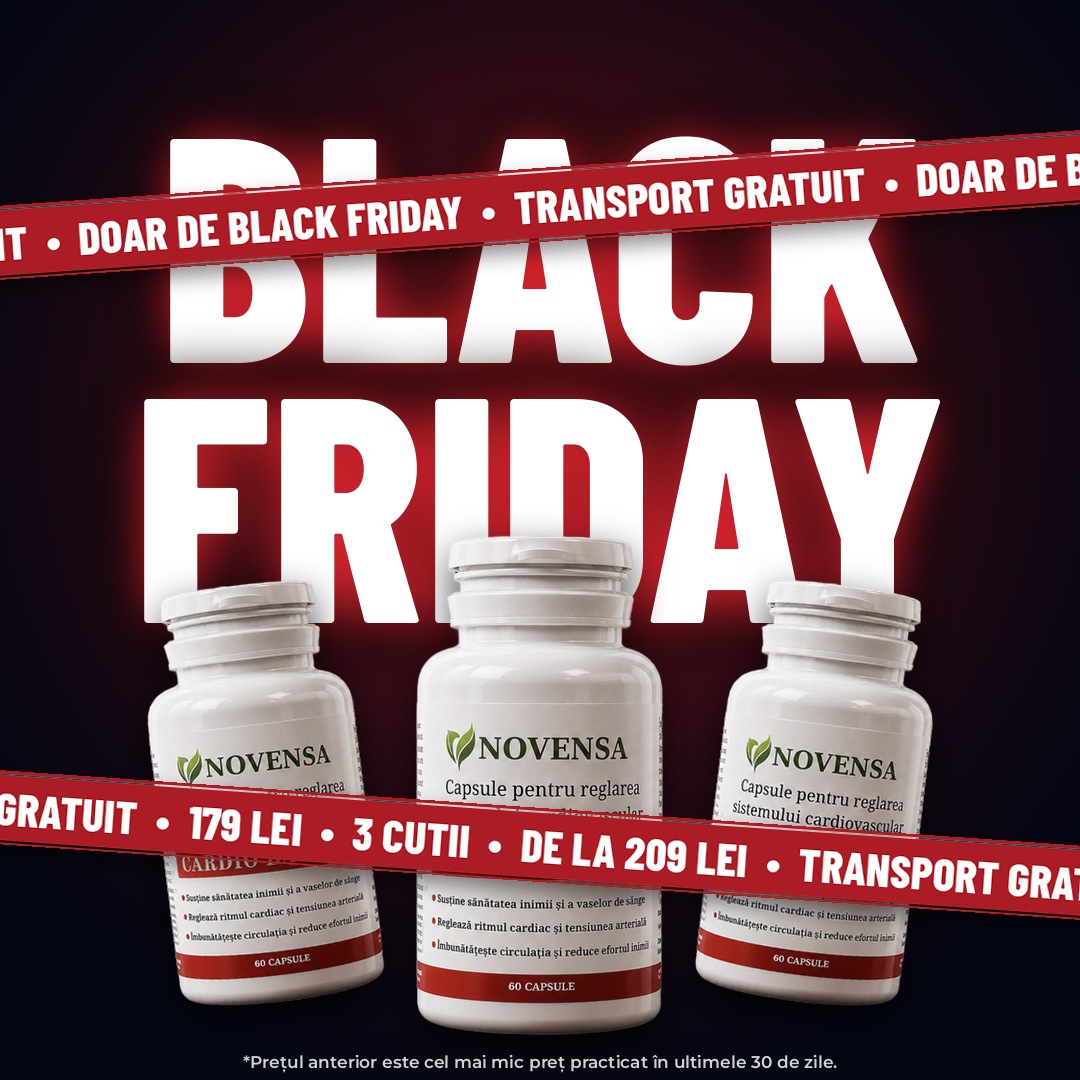 BLACK
IT • DOAR DE BLACK FRIDAY • TRANSPORT GRATUIT • DOAR DE B
FRIDAY
NOVENSA
reglarea
CARDIO
Susține sănătatea inimii și a vaselor de sânge
Reglează ritmul cardiac și tensiunea arterială
Îmbunătățește circulația și reduce efortul inimii
60 CAPSULE
NOVENSA
Capsule pentru reglarea
cardiovascular
Susține sănătatea inimii și a vaselor de sânge
Reglează ritmul cardiac și tensiunea arterială
Îmbunătățește circulația și reduce efortul inimii
60 CAPSULE
NOVENSA
Capsule pentru reglarea
sistemului cardiovascular
Reglează ritmul cardiac și tensiunea arterială
Îmbunătățește circulația și reduce efortul inimii
60 CAPSULE
GRATUIT • 179 LEI • 3 CUTII • DE LA 209 LEI • TRANSPORT GRAT
*Prețul anterior este cel mai mic preț practicat în ultimele 30 de zile.